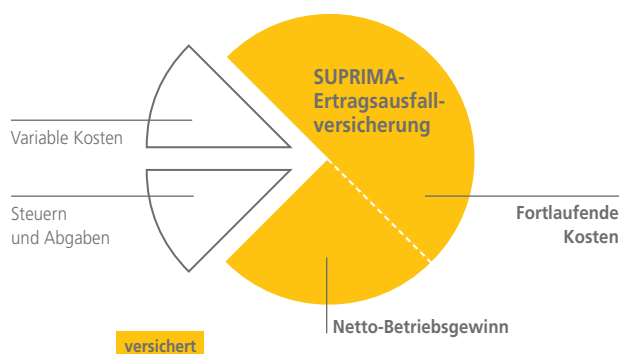 SUPRIMA-
Ertragsausfall-
versicherung
Variable Kosten
Steuern
und Abgaben
Fortlaufende
Kosten
Netto-Betriebsgewinn
versichert